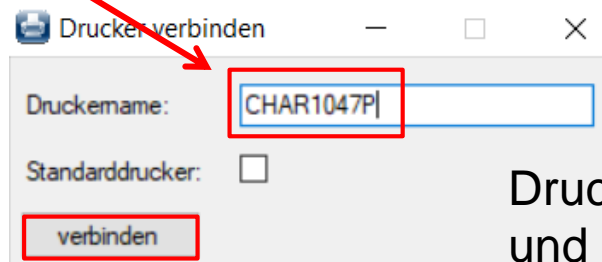 Drucker verbinden
Druckername: CHAR1047P
Standarddrucker:
verbinden
und